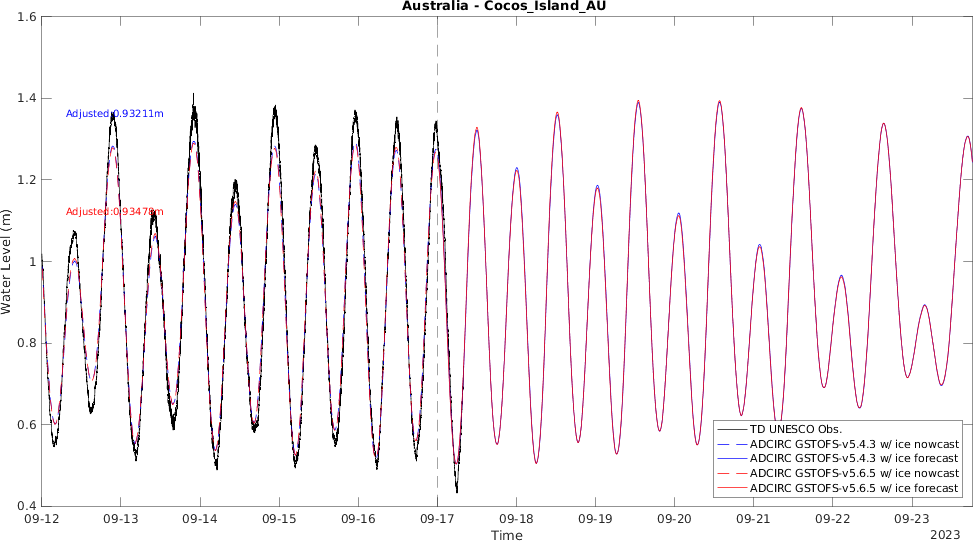 Australia - Cocos_Island_AU
1.6
1.4
1.2
1
0.8
0.6
0.4
Water Level (m)
Adjusted:0.93211m
Adjusted:0.93478m
TD UNESCO Obs.
ADCIRC GSTOFS-v5.4.3 w/ ice nowcast
ADCIRC GSTOFS-v5.4.3 w/ ice forecast
ADCIRC GSTOFS-v5.6.5 w/ ice nowcast
ADCIRC GSTOFS-v5.6.5 w/ ice forecast
09-12 09-13 09-14 09-15 09-16 09-17 09-18 09-19 09-20 09-21 09-22 09-23
Time
2023